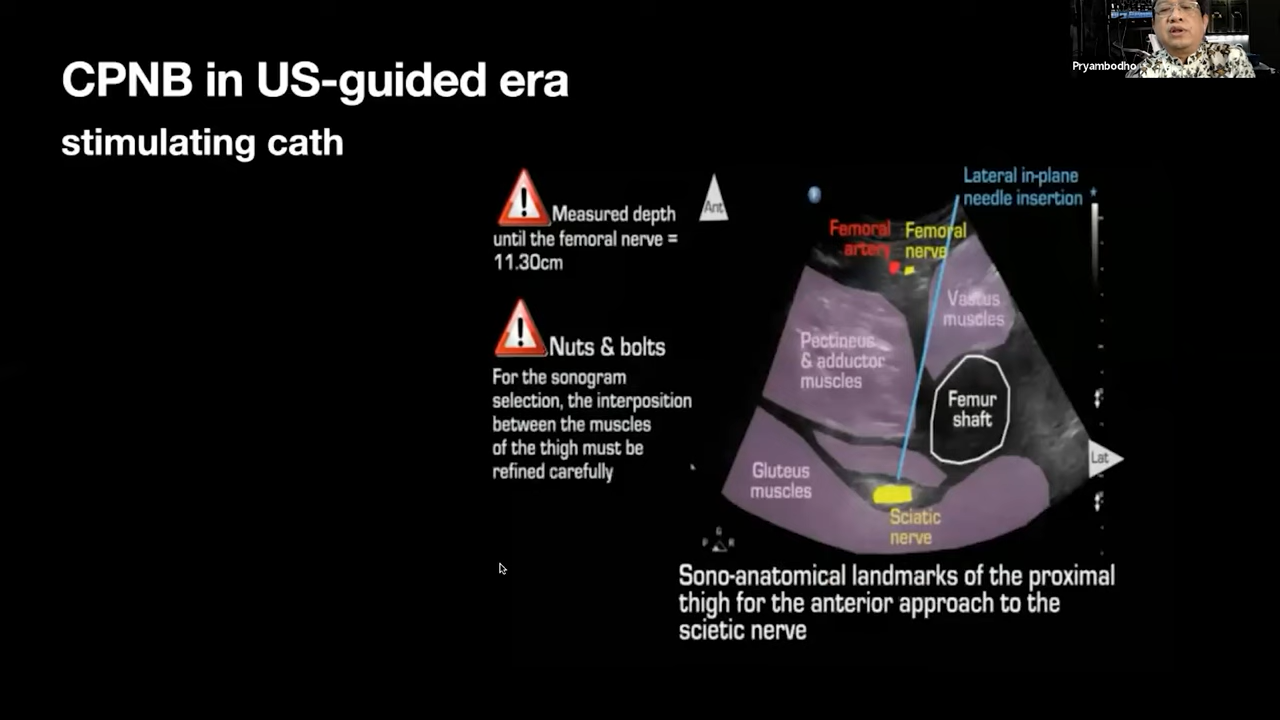 CPNB in US-guided era
stimulating cath
Pryambodho
Measured depth
until the femoral nerve =
11.30cm
Nuts & bolts
For the sonogram
selection, the interposition
between the muscles
of the thigh must be
refined carefully
Ant
Lateral in-plane
needle insertion
Femoral
artery
Femoral
nerve
Vastus
muscles
Pectineus
& adductor
muscles
Femur
shaft
Lat
Gluteus
muscles
Sciatic
nerve
Sono-anatomical landmarks of the proximal
thigh for the anterior approach to the
scietic nerve